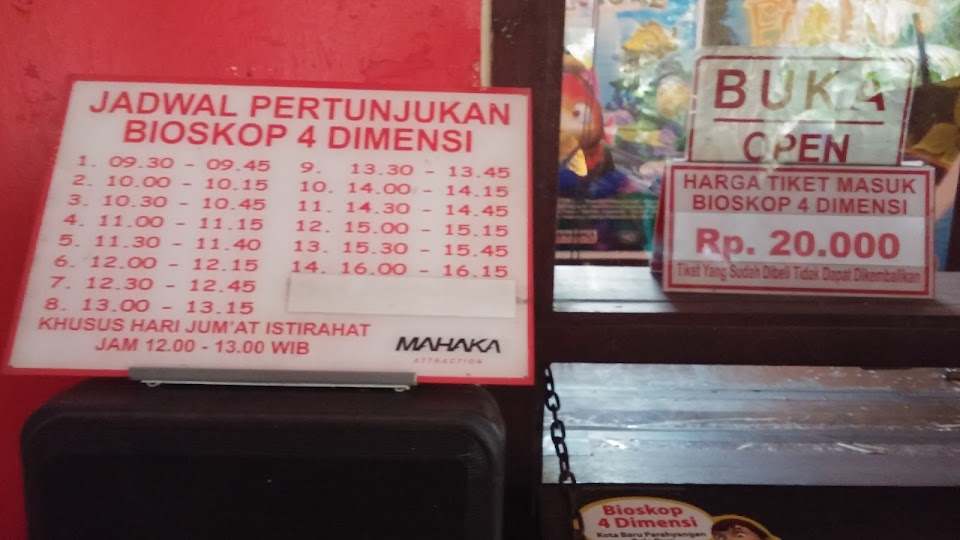 JADWAL PERTUNJUKAN
BIOSKOP 4 DIMENSI
1. 09.30 - 09.45
2. 10.00 - 10.15
3. 10.30 - 10.45
4. 11.00 - 11.15
5. 11.30 - 11.40
6. 12.00 - 12.15
7. 12.30 - 12.45
8. 13.00 - 13.15
9. 13.30 - 13.45
10. 14.00 - 14.15
11. 14.30 - 14.45
12. 15.00 - 15.15
13. 15.30 - 15.45
14. 16.00 - 16.15
KHUSUS HARI JUM'AT ISTIRAHAT
JAM 12.00 - 13.00 WIB
MAHAKA
ATTRACTION
BUKA
OPEN
HARGA TIKET MASUK
BIOSKOP 4 DIMENSI
Rp. 20.000
Tiket Yang Sudah Dibeli Tidak Dapat Dikembalikan
Bioskop
4 Dimensi
Kota Baru Parahyangan